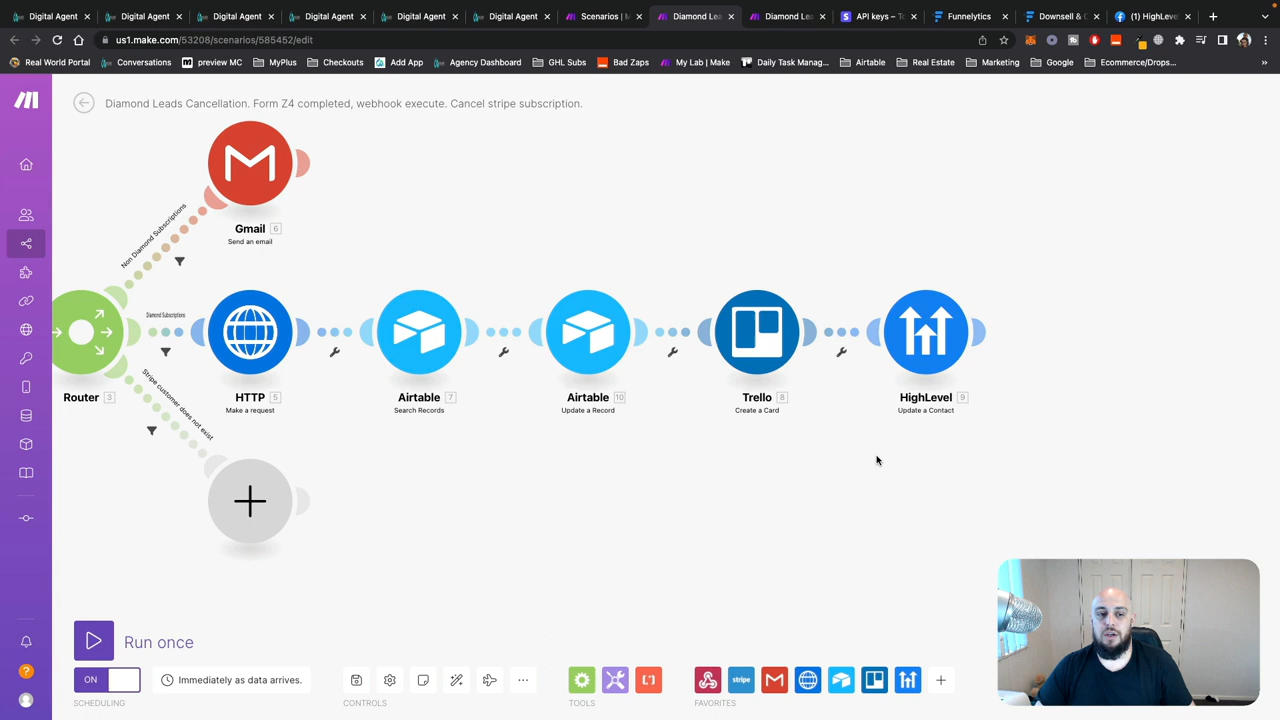 Digital Agent
Digital Agent
Digital Agent
Digital Agent
Digital Agent
Digital Agent
Scenarios | M
Diamond Lea
Diamond Lea
API keys – To
Funnelytics
Downsell & O
(1) HighLeve
us1.make.com/53208/scenarios/585452/edit
Real World Portal
Conversations
preview MC
MyPlus
Checkouts
Add App
Agency Dashboard
GHL Subs
Bad Zaps
My Lab | Make
Daily Task Manag...
Airtable
Real Estate
Marketing
Google
Ecommerce/Drops...
Diamond Leads Cancellation. Form Z4 completed, webhook execute. Cancel stripe subscription.
Non Diamond Subscriptions
Gmail 6
Send an email
Diamond Subscriptions
Stripe customer does not exist
Router 3
HTTP 5
Make a request
Airtable 7
Search Records
Airtable 10
Update a Record
Trello 8
Create a Card
HighLevel 9
Update a Contact
Run once
ON
Immediately as data arrives.
stripe
SCHEDULING
CONTROLS
TOOLS
FAVORITES